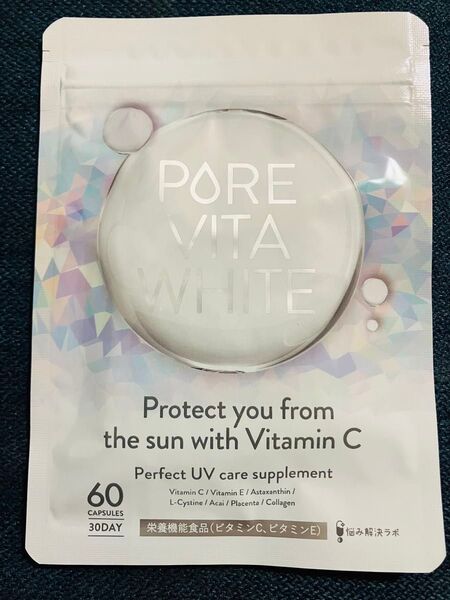 PORE
VITA
WHITE
Protect you from
the sun with Vitamin C
Perfect UV care supplement
Vitamin C / Vitamin E / Astaxanthin /
L-Cystine / Acai / Placenta / Collagen
60
CAPSULES
30DAY
栄養機能食品(ビタミンC、ビタミンE)
悩み解決ラボ